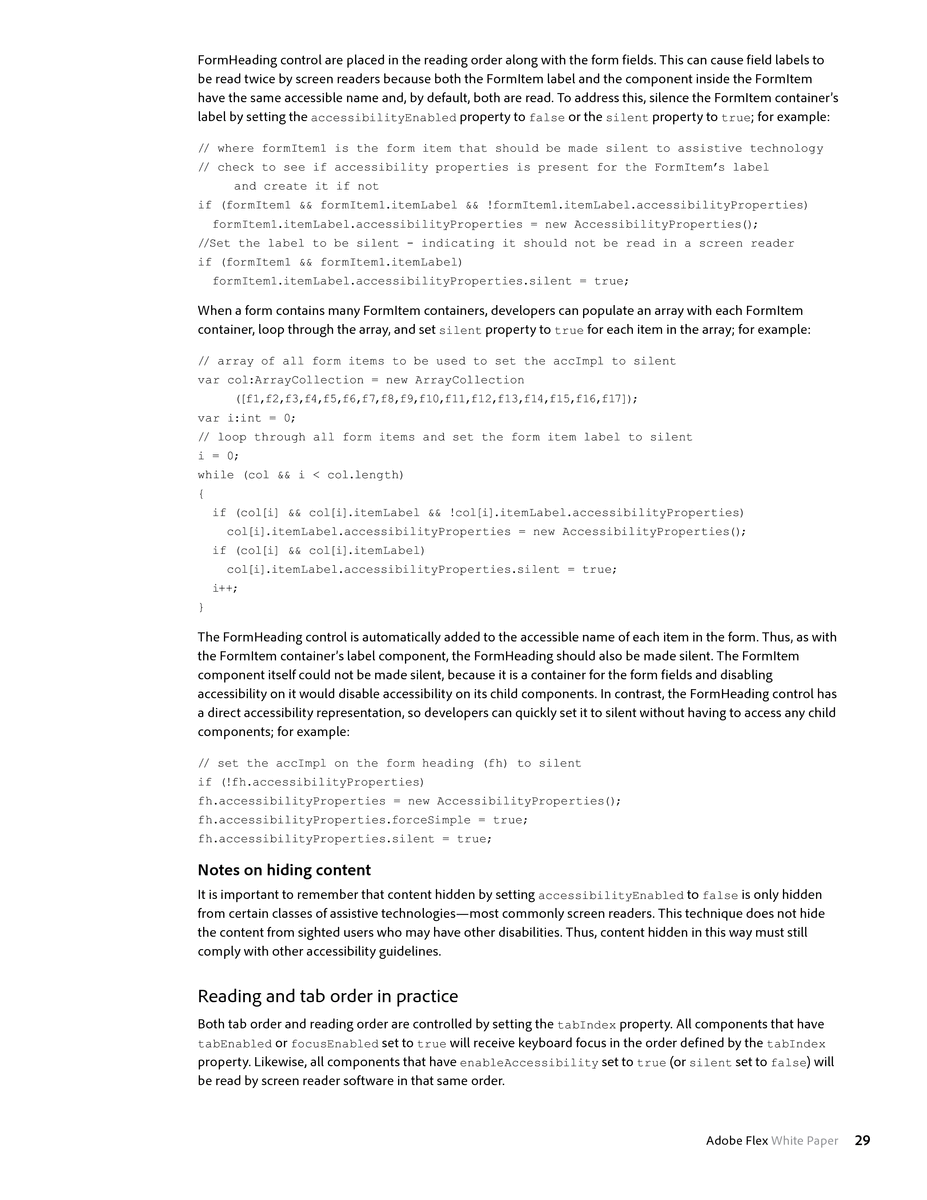 FormHeading control are placed in the reading order along with the form fields. This can cause field labels to
be read twice by screen readers because both the FormItem label and the component inside the FormItem
have the same accessible name and, by default, both are read. To address this, silence the FormItem container’s
label by setting the accessibilityEnabled property to false or the silent property to true; for example:
// where formItem1 is the form item that should be made silent to assistive technology
// check to see if accessibility properties is present for the FormItem’s label
and create it if not
if (formItem1 && formItem1.itemLabel && !formItem1.itemLabel.accessibilityProperties)
formItem1.itemLabel.accessibilityProperties = new AccessibilityProperties();
//Set the label to be silent - indicating it should not be read in a screen reader
if (formItem1 && formItem1.itemLabel)
formItem1.itemLabel.accessibilityProperties.silent = true;
When a form contains many FormItem containers, developers can populate an array with each FormItem
container, loop through the array, and set silent property to true for each item in the array; for example:
// array of all form items to be used to set the accImpl to silent
var col:ArrayCollection = new ArrayCollection
([f1,f2,f3,f4,f5,f6,f7,f8,f9,f10,f11,f12,f13,f14,f15,f16,f17]);
var i:int = 0;
// loop through all form items and set the form item label to silent
i = 0;
while (col && i < col.length)
{
if (col[i] && col[i].itemLabel && !col[i].itemLabel.accessibilityProperties)
col[i].itemLabel.accessibilityProperties = new AccessibilityProperties();
if (col[i] && col[i].itemLabel)
col[i].itemLabel.accessibilityProperties.silent = true;
i++;
}
The FormHeading control is automatically added to the accessible name of each item in the form. Thus, as with
the FormItem container’s label component, the FormHeading should also be made silent. The FormItem
component itself could not be made silent, because it is a container for the form fields and disabling
accessibility on it would disable accessibility on its child components. In contrast, the FormHeading control has
a direct accessibility representation, so developers can quickly set it to silent without having to access any child
components; for example:
// set the accImpl on the form heading (fh) to silent
if (!fh.accessibilityProperties)
fh.accessibilityProperties = new AccessibilityProperties();
fh.accessibilityProperties.forceSimple = true;
fh.accessibilityProperties.silent = true;
Notes on hiding content
It is important to remember that content hidden by setting accessibilityEnabled to false is only hidden
from certain classes of assistive technologies—most commonly screen readers. This technique does not hide
the content from sighted users who may have other disabilities. Thus, content hidden in this way must still
comply with other accessibility guidelines.
Reading and tab order in practice
Both tab order and reading order are controlled by setting the tabIndex property. All components that have
tabEnabled or focusEnabled set to true will receive keyboard focus in the order defined by the tabIndex
property. Likewise, all components that have enableAccessibility set to true (or silent set to false) will
be read by screen reader software in that same order.
Adobe Flex White Paper 29